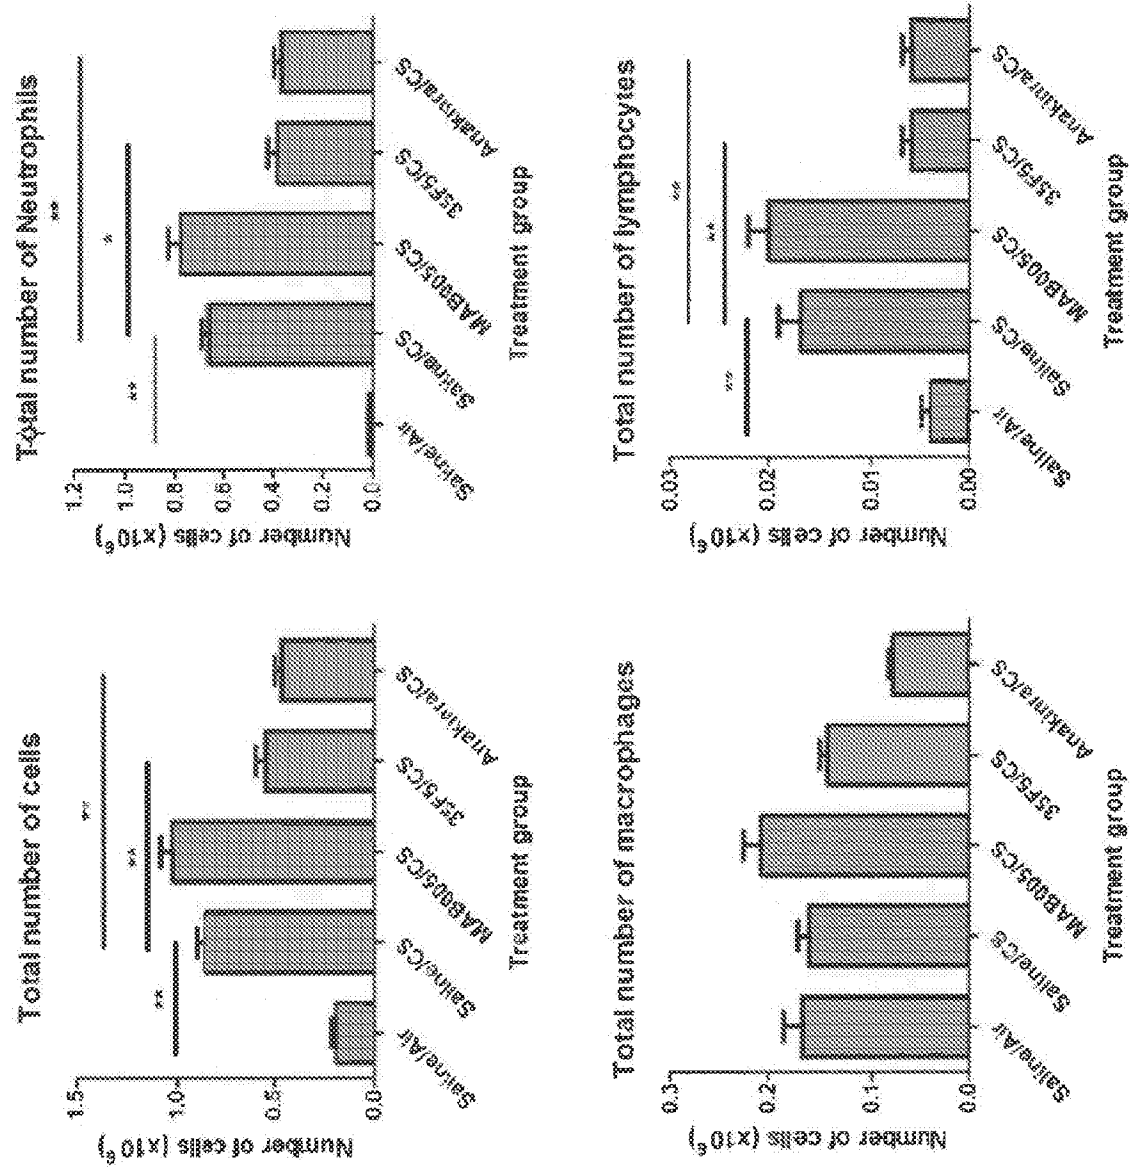 Total number of cells
**
**
**
Number of cells (x10⁶)
1.5
1.0
0.5
0.0
Saline/Air
Saline/CS
MAB005/CS
35F5/CS
Anakinra/CS
Treatment group
Total number of Neutrophils
**
*
**
Number of cells (x10⁶)
1.2
1.0
0.8
0.6
0.4
0.2
0.0
Saline/Air
Saline/CS
MAB005/CS
35F5/CS
Anakinra/CS
Treatment group
Total number of macrophages
Number of cells (x10⁶)
0.3
0.2
0.1
0.0
Saline/Air
Saline/CS
MAB005/CS
35F5/CS
Anakinra/CS
Treatment group
Total number of lymphocytes
**
**
**
Number of cells (x10⁶)
0.03
0.02
0.01
0.00
Saline/Air
Saline/CS
MAB005/CS
35F5/CS
Anakinra/CS
Treatment group